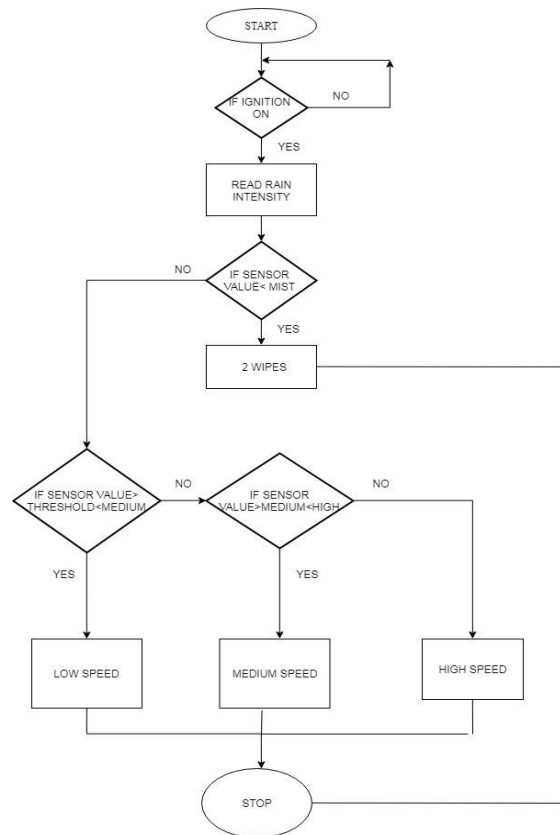 START
IF IGNITION
ON
NO
YES
READ RAIN
INTENSITY
NO
IF SENSOR
VALUE< MIST
YES
2 WIPES
IF SENSOR VALUE>
THRESHOLD<MEDIUM
NO
IF SENSOR
VALUE>MEDIUM<HIGH
NO
YES
YES
LOW SPEED
MEDIUM SPEED
HIGH SPEED
STOP